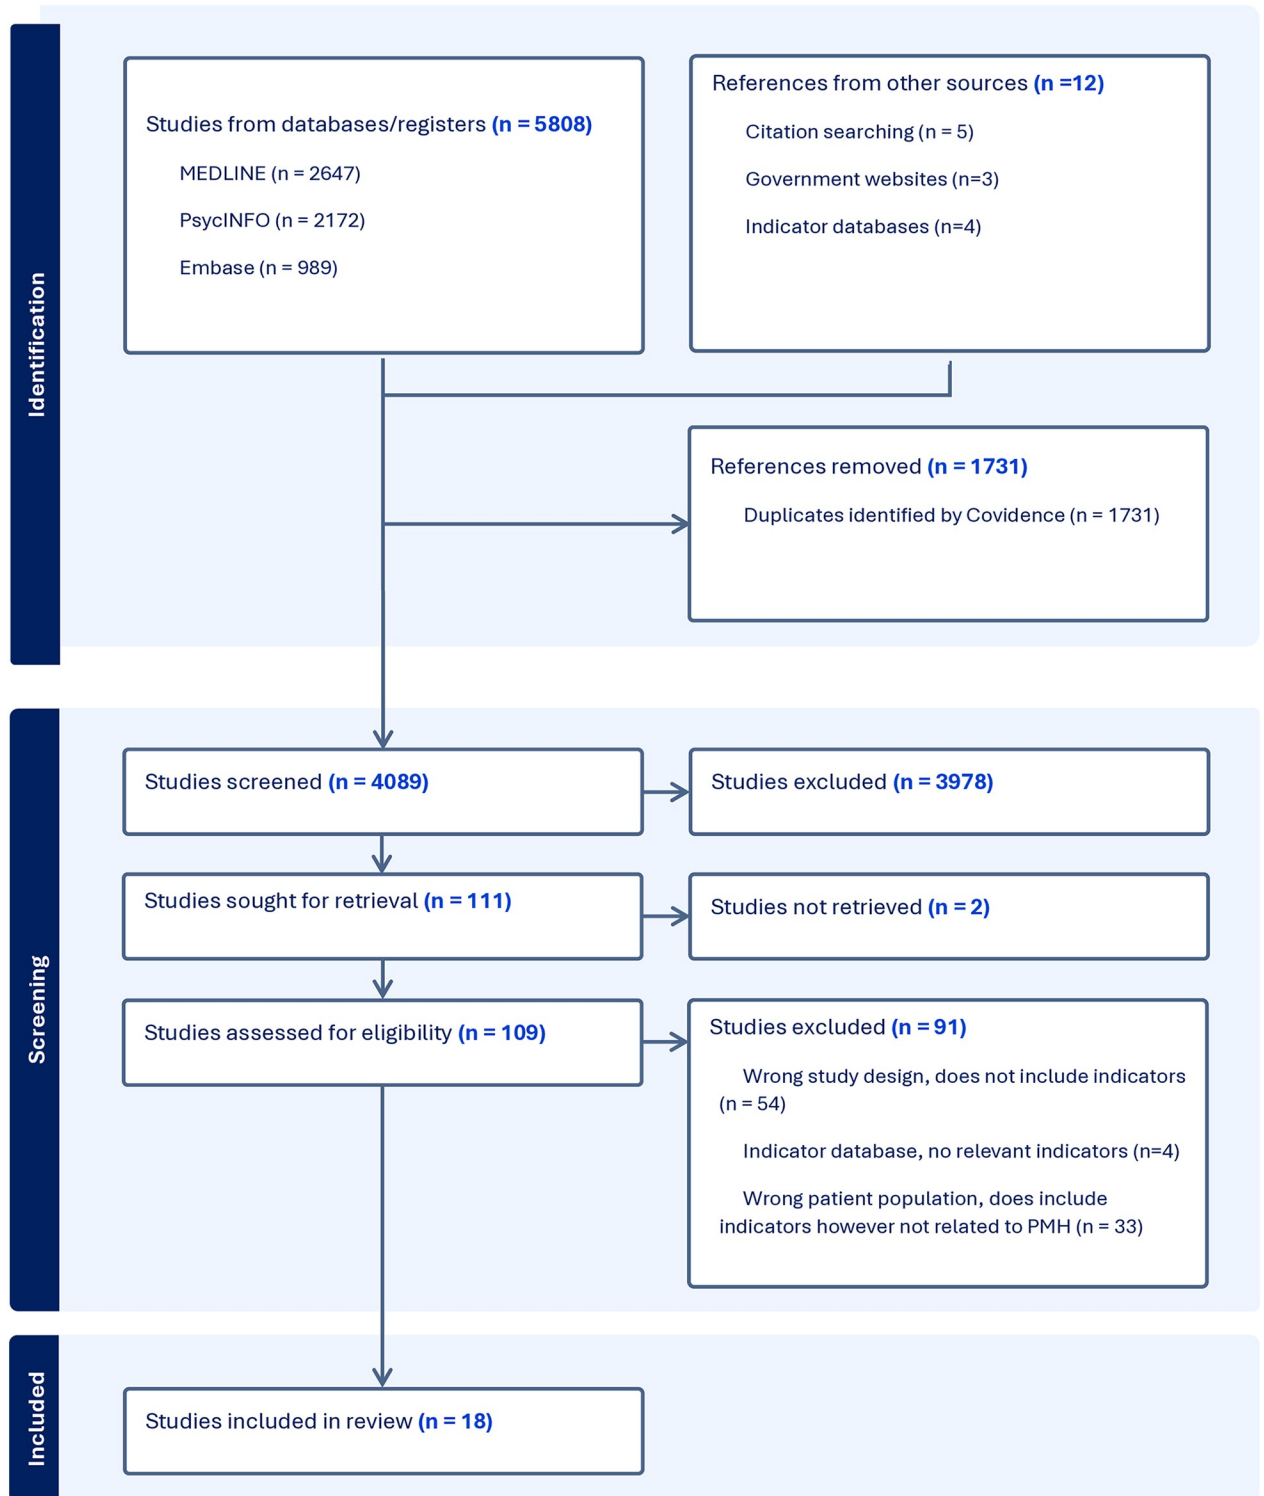 Identification
Studies from databases/registers (n = 5808)
MEDLINE (n = 2647)
PsycINFO (n = 2172)
Embase (n = 989)
References from other sources (n =12)
Citation searching (n = 5)
Government websites (n=3)
Indicator databases (n=4)
References removed (n = 1731)
Duplicates identified by Covidence (n = 1731)
Screening
Studies screened (n = 4089)
Studies excluded (n = 3978)
Studies sought for retrieval (n = 111)
Studies not retrieved (n = 2)
Studies assessed for eligibility (n = 109)
Studies excluded (n = 91)
Wrong study design, does not include indicators
(n = 54)
Indicator database, no relevant indicators (n=4)
Wrong patient population, does include
indicators however not related to PMH (n = 33)
Included
Studies included in review (n = 18)